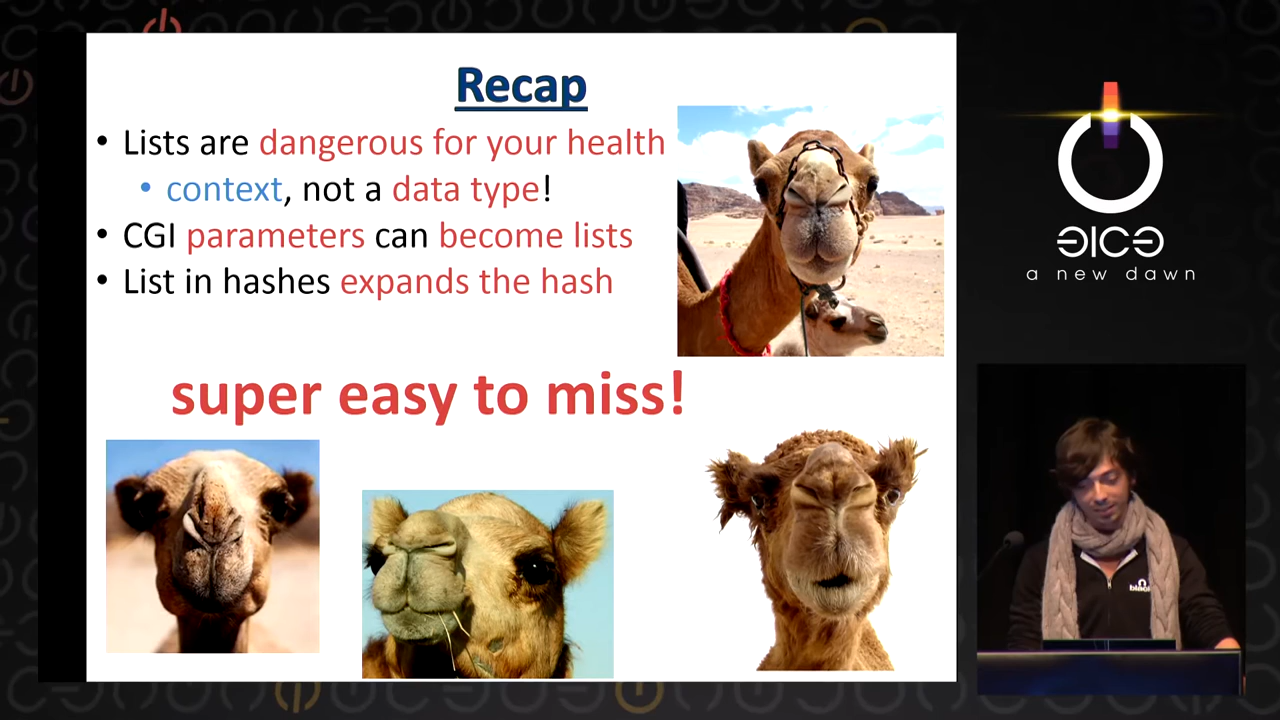 Recap
• Lists are dangerous for your health
• context, not a data type!
• CGI parameters can become lists
• List in hashes expands the hash
super easy to miss!
a new dawn